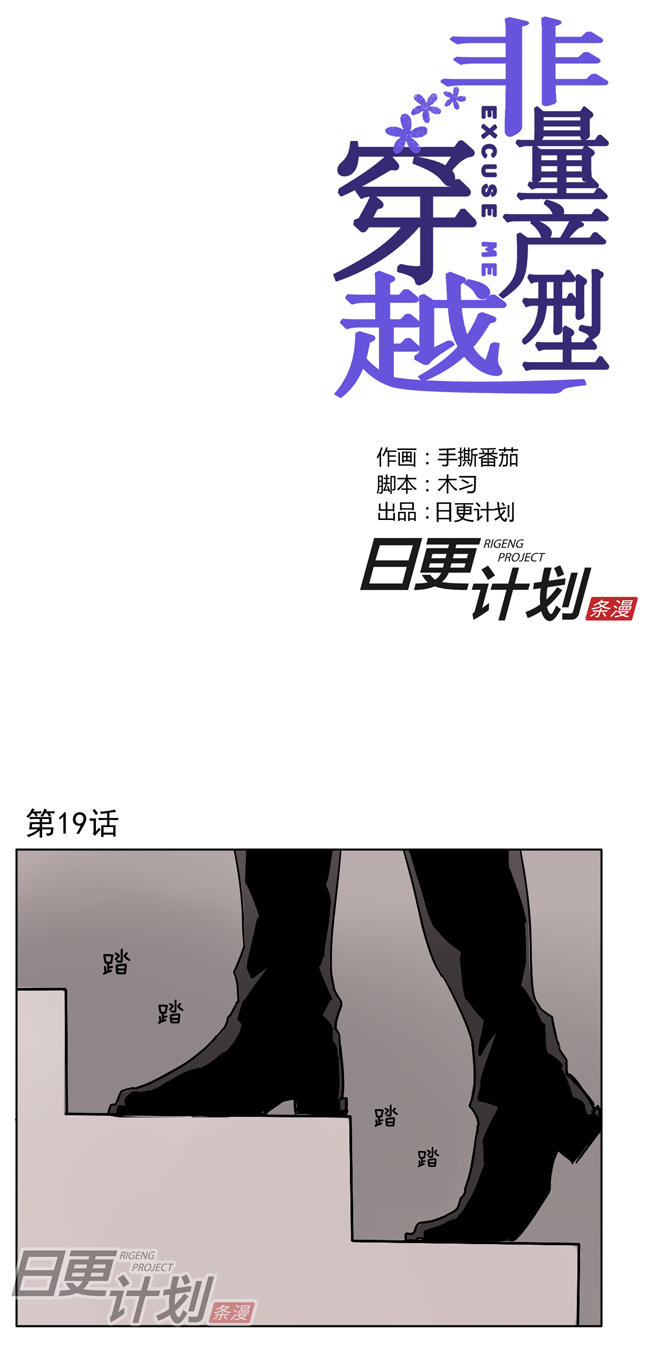 非量产型
穿越
EXCUSE ME
作画：手撕番茄
脚本：木习
出品：日更计划
日更计划
RIGENG
PROJECT
条漫
第19话
踏
踏
踏
踏
日更计划
RIGENG
PROJECT
条漫